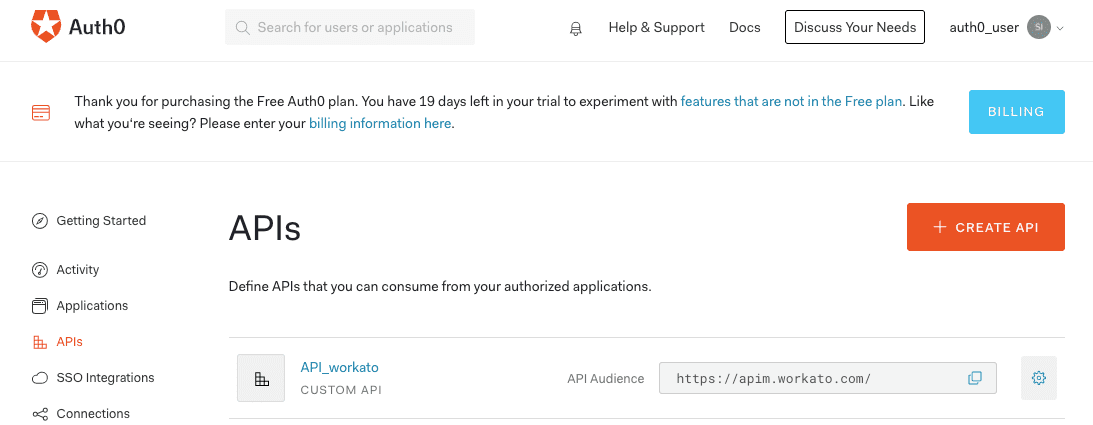 Auth0
Search for users or applications
Help & Support
Docs
Discuss Your Needs
auth0_user
SI
Thank you for purchasing the Free Auth0 plan. You have 19 days left in your trial to experiment with features that are not in the Free plan. Like
what you're seeing? Please enter your billing information here.
BILLING
Getting Started
Activity
Applications
APIs
SSO Integrations
Connections
APIs
+ CREATE API
Define APIs that you can consume from your authorized applications.
API_workato
CUSTOM API
API Audience
https://apim.workato.com/